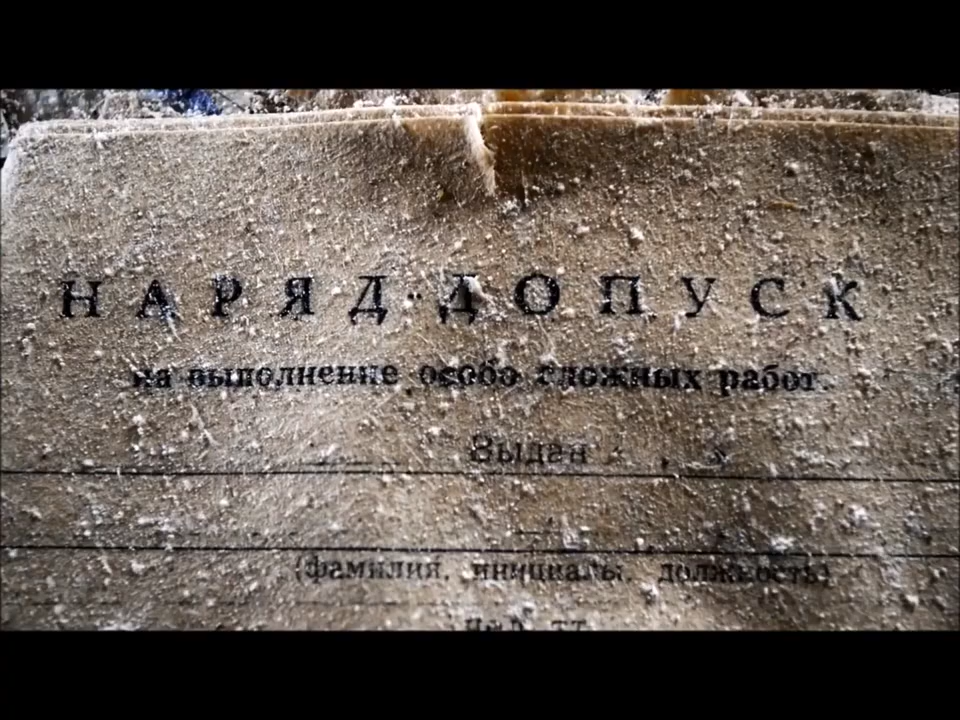 НАРЯД-ДОПУСК
на выполнение особо сложных работ.
Выдан
(фамилия, инициалы, должность)